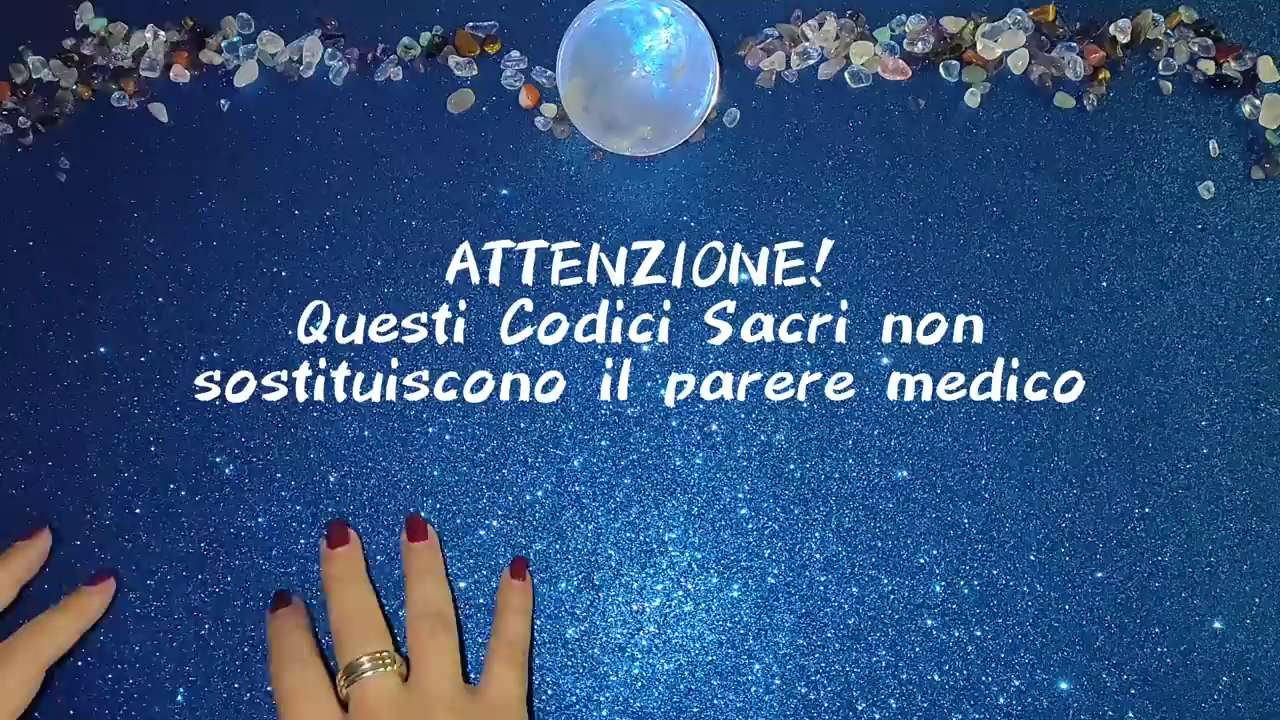 ATTENZIONE!
Questi Codici Sacri non
sostituiscono il parere medico